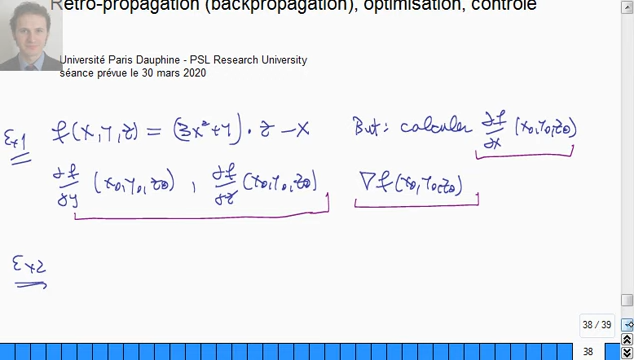 Rétro-propagation (backpropagation), optimisation, contrôle
Université Paris Dauphine - PSL Research University
séance prévue le 30 mars 2020
Ex1 f(x,y,z) = (3x²+y)·z - x But: calculer ∂f/∂x (x0,y0,z0)
∂f/∂y (x0,y0,z0), ∂f/∂z (x0,y0,z0) ∇f(x0,y0,z0)
Ex2
38 / 39
38